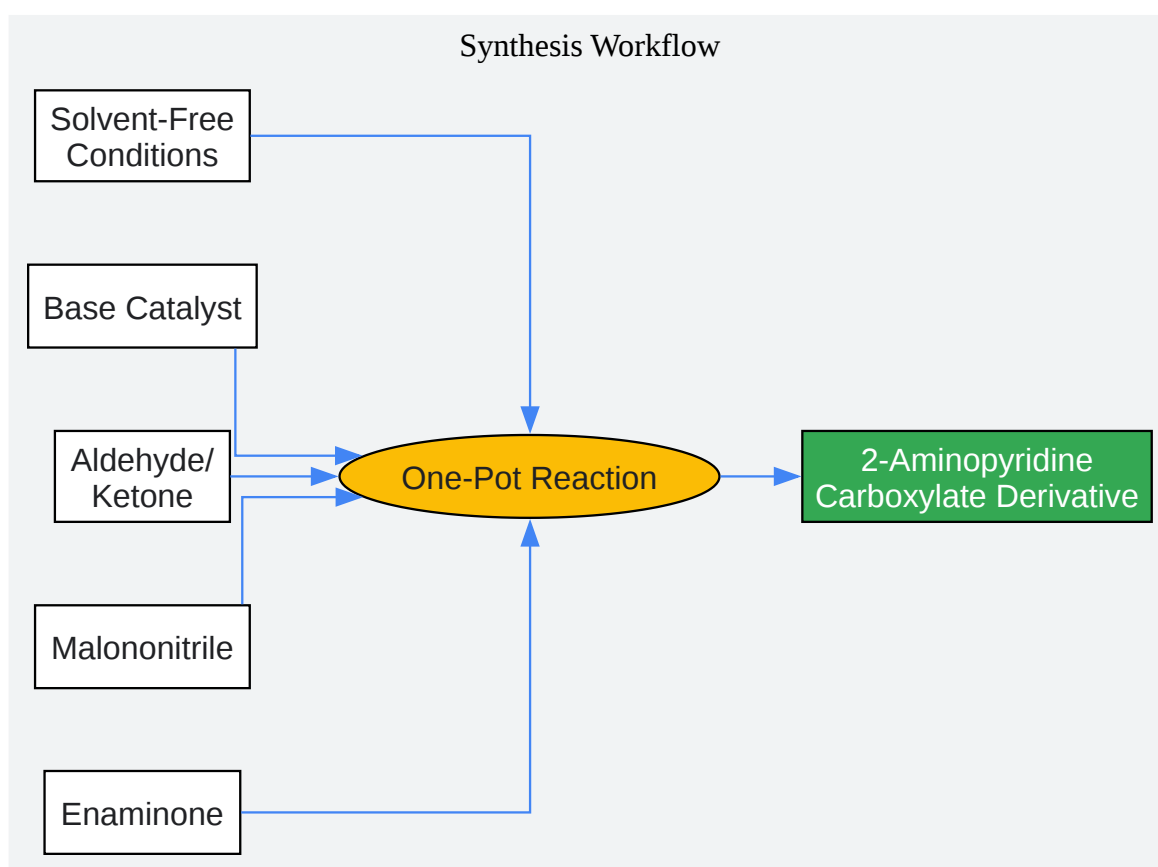 Synthesis Workflow
Solvent-Free
Conditions
Base Catalyst
Aldehyde/
Ketone
Malononitrile
Enaminone
One-Pot Reaction
2-Aminopyridine
Carboxylate Derivative